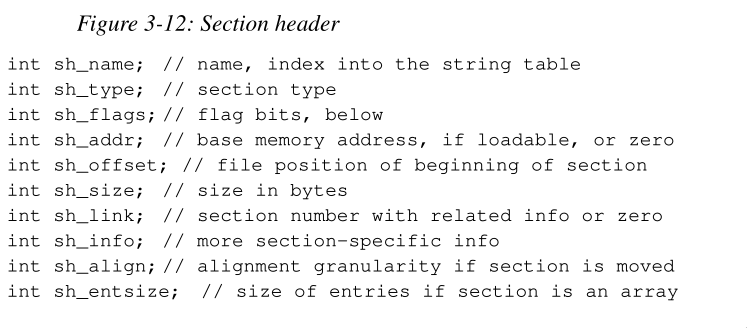 Figure 3-12: Section header
int sh_name; // name, index into the string table
int sh_type; // section type
int sh_flags; // flag bits, below
int sh_addr; // base memory address, if loadable, or zero
int sh_offset; // file position of beginning of section
int sh_size; // size in bytes
int sh_link; // section number with related info or zero
int sh_info; // more section-specific info
int sh_align; // alignment granularity if section is moved
int sh_entsize; // size of entries if section is an array